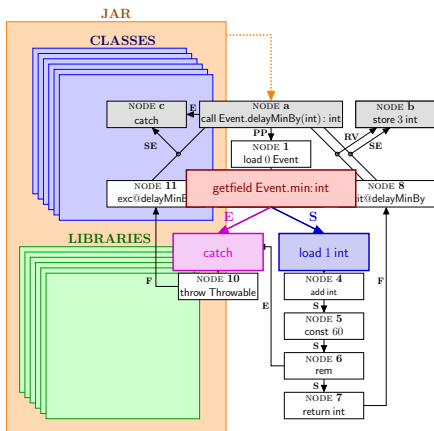 JAR
CLASSES
NODE c
catch
E
NODE a
call Event.delayMinBy(int): int
NODE b
store 3 int
SE
PP
RV
SE
NODE 1
load 0 Event
NODE 11
exc@delayMinB
getfield Event.min: int
NODE 8
it@delayMinBy
E
S
LIBRARIES
catch
load 1 int
F
NODE 10
throw Throwable
NODE 4
add int
F
E
S
NODE 5
const 60
S
NODE 6
rem
S
NODE 7
return int